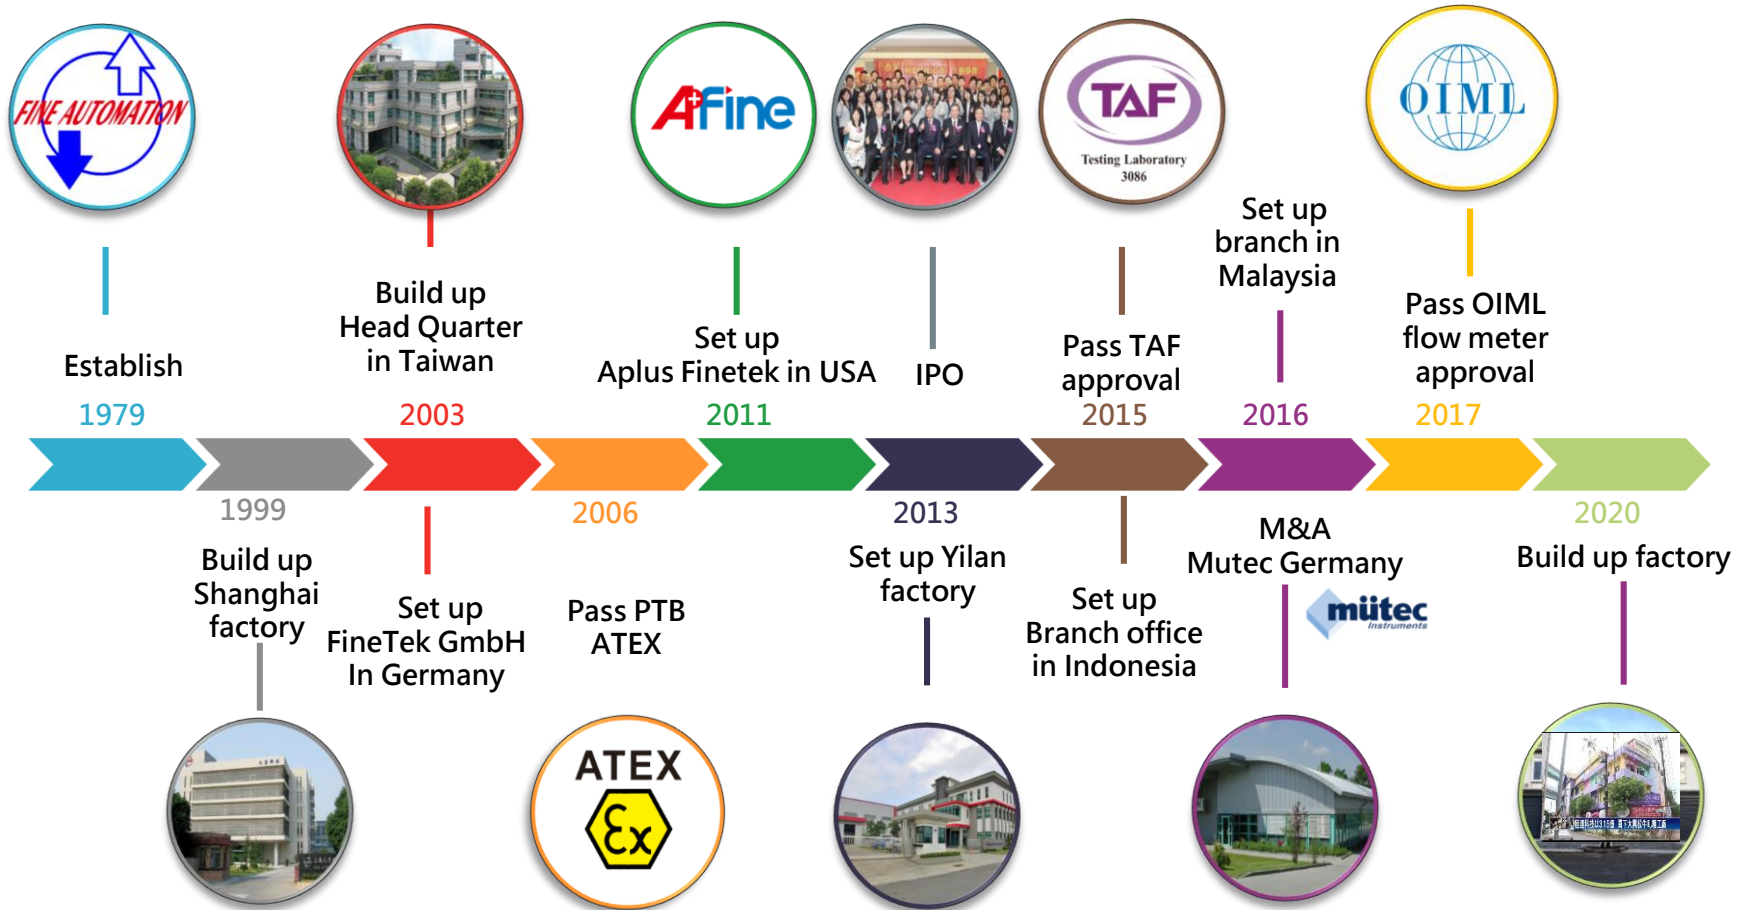 FINE AUTOMATION
Establish
1979
1999
Build up
Shanghai
factory
Build up
Head Quarter
in Taiwan
2003
Set up
FineTek GmbH
In Germany
2006
Pass PTB
ATEX
ATEX
Ex
A+Fine
Set up
Aplus Finetek in USA
2011
IPO
2013
Set up Yilan
factory
TAF
Testing Laboratory
3086
Pass TAF
approval
2015
Set up
Branch office
in Indonesia
Set up
branch in
Malaysia
2016
M&A
Mutec Germany
mütec
instruments
OIML
Pass OIML
flow meter
approval
2017
2020
Build up factory